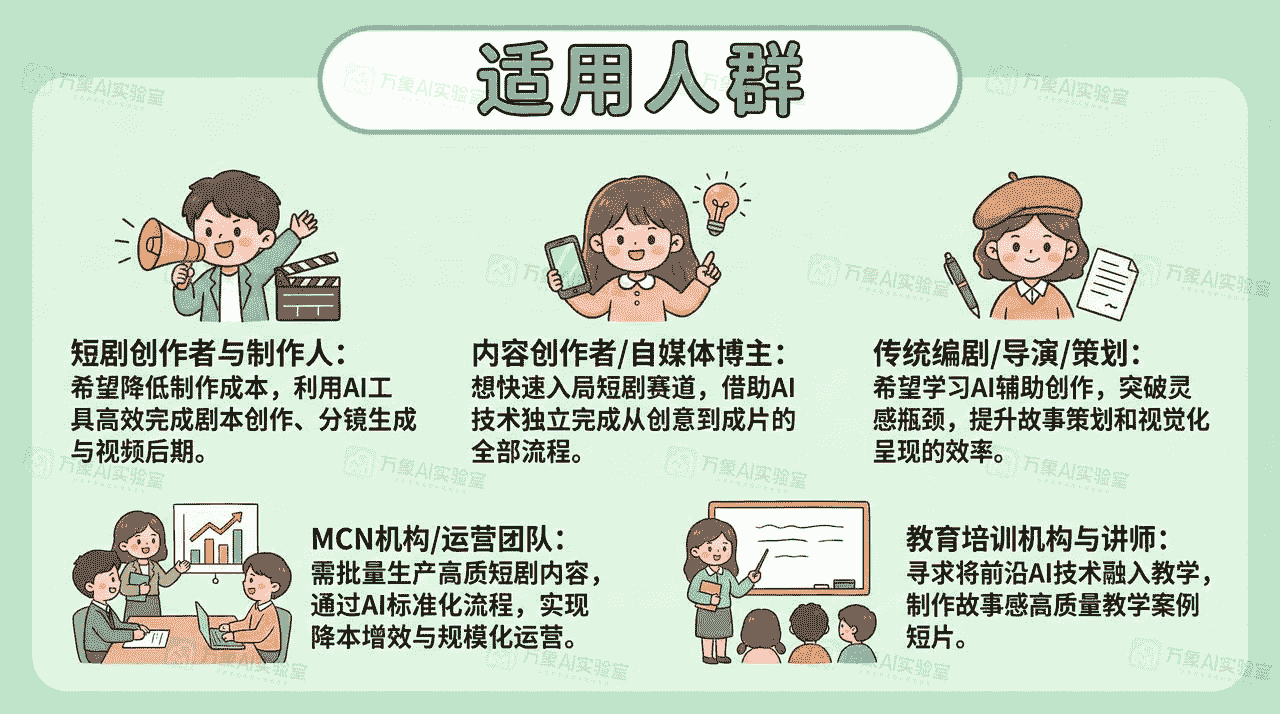 适用人群
短剧创作者与制作人：
希望降低制作成本，利用AI工
具高效完成剧本创作、分镜生成
与视频后期。
内容创作者/自媒体博主：
想快速入局短剧赛道，借助AI
技术独立完成从创意到成片的
全部流程。
传统编剧/导演/策划：
希望学习AI辅助创作，突破灵
感瓶颈，提升故事策划和视觉化
呈现的效率。
MCN机构/运营团队：
需批量生产高质短剧内容，
通过AI标准化流程，实现
降本增效与规模化运营。
教育培训机构与讲师：
寻求将前沿AI技术融入教学，
制作故事感高质量教学案例
短片。
万象AI实验室